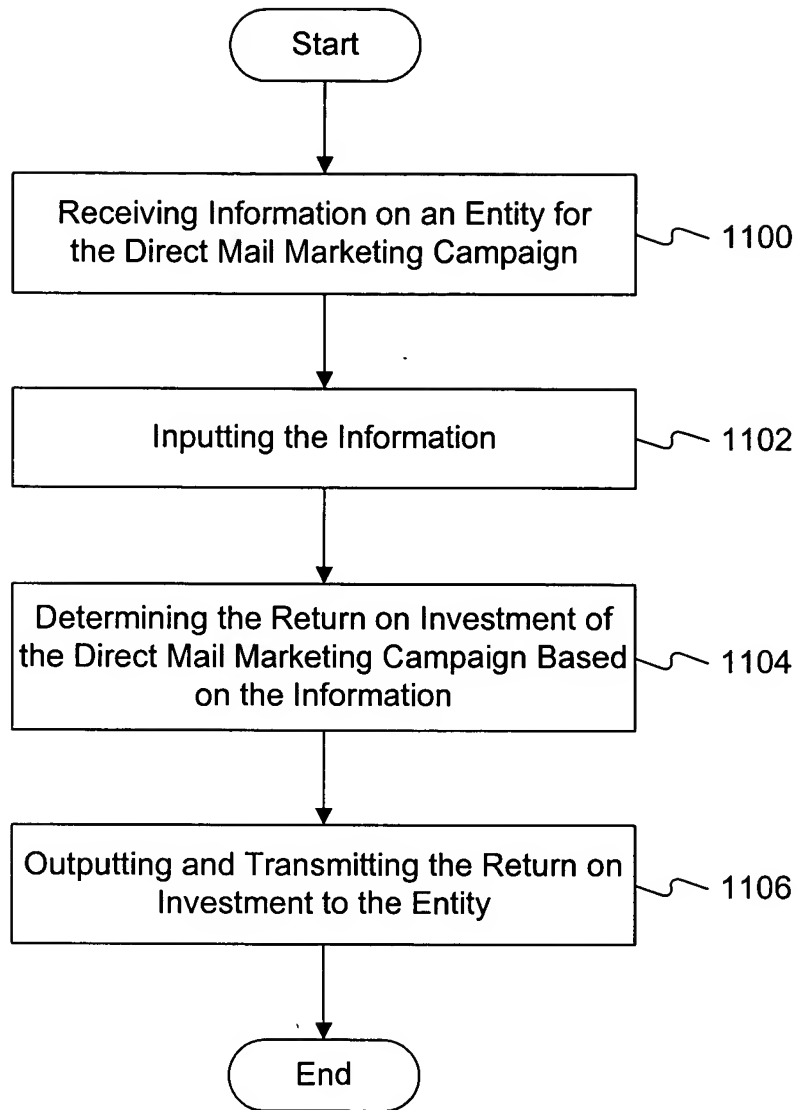 Start
Receiving Information on an Entity for
the Direct Mail Marketing Campaign
1100
Inputting the Information
1102
Determining the Return on Investment of
the Direct Mail Marketing Campaign Based
on the Information
1104
Outputting and Transmitting the Return on
Investment to the Entity
1106
End